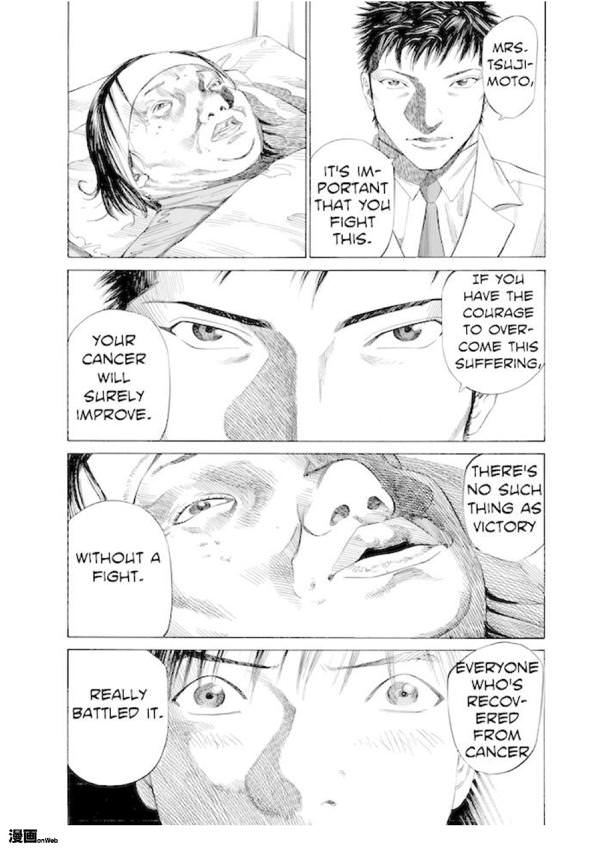 MRS.
TSUJI-
MOTO,
IT'S IM-
PORTANT
THAT YOU
FIGHT
THIS.
IF YOU
HAVE THE
COURAGE
TO OVER-
COME THIS
SUFFERING,
YOUR
CANCER
WILL
SURELY
IMPROVE.
THERE'S
NO SUCH
THING AS
VICTORY
WITHOUT A
FIGHT.
EVERYONE
WHO'S
RECOV-
ERED
FROM
CANCER
REALLY
BATTLED IT.
漫画onWeb